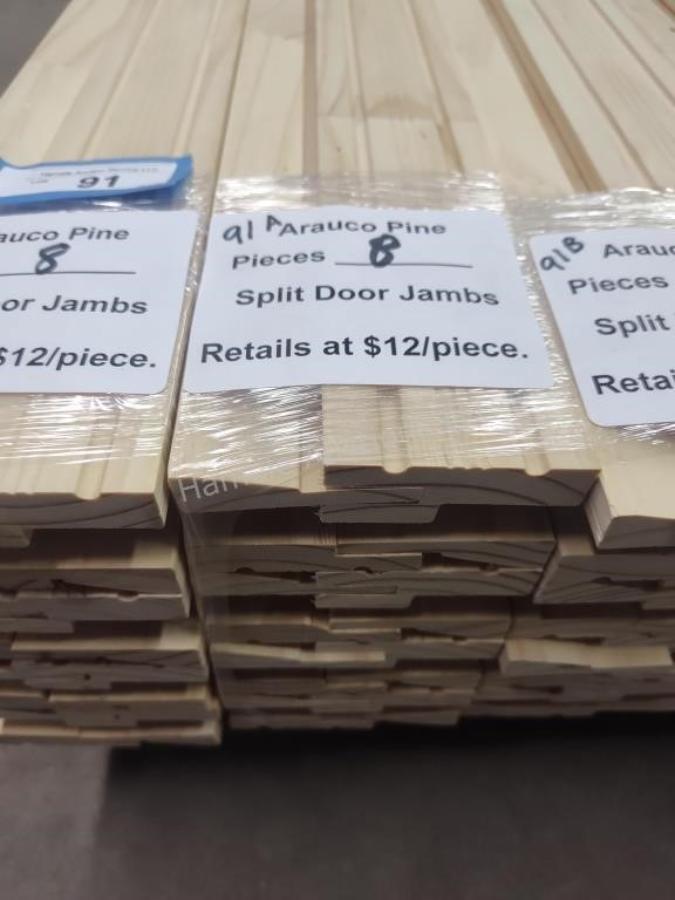 91
auco Pine
8
or Jambs
$12/piece.
91A Arauco Pine
Pieces 8
Split Door Jambs
Retails at $12/piece.
91B Arauc
Pieces
Split
Retai
Ham